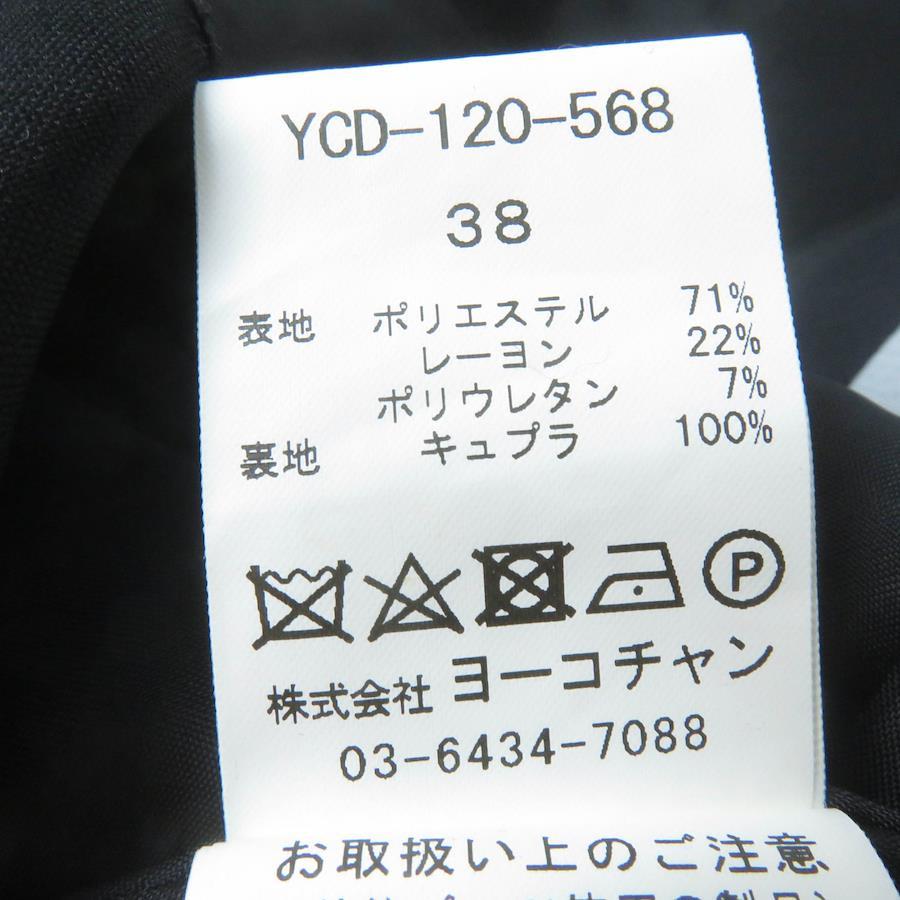 YCD-120-568
38
表地 ポリエステル 71%
レーヨン 22%
ポリウレタン 7%
裏地 キュプラ 100%
P
株式会社 ヨーコチャン
03-6434-7088
お取扱い上のご注意